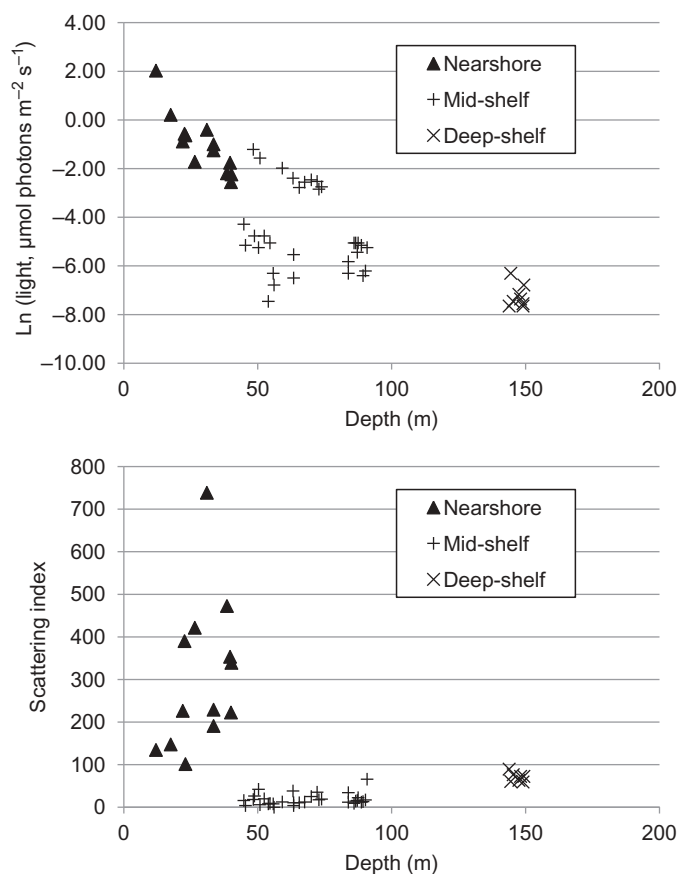 4.00
2.00
0.00
–2.00
–4.00
–6.00
–8.00
–10.00
Ln (light, µmol photons m⁻² s⁻¹)
Nearshore
Mid-shelf
Deep-shelf
0 50 100 150 200
Depth (m)
800
700
600
500
400
300
200
100
0
Scattering index
Nearshore
Mid-shelf
Deep-shelf
0 50 100 150 200
Depth (m)